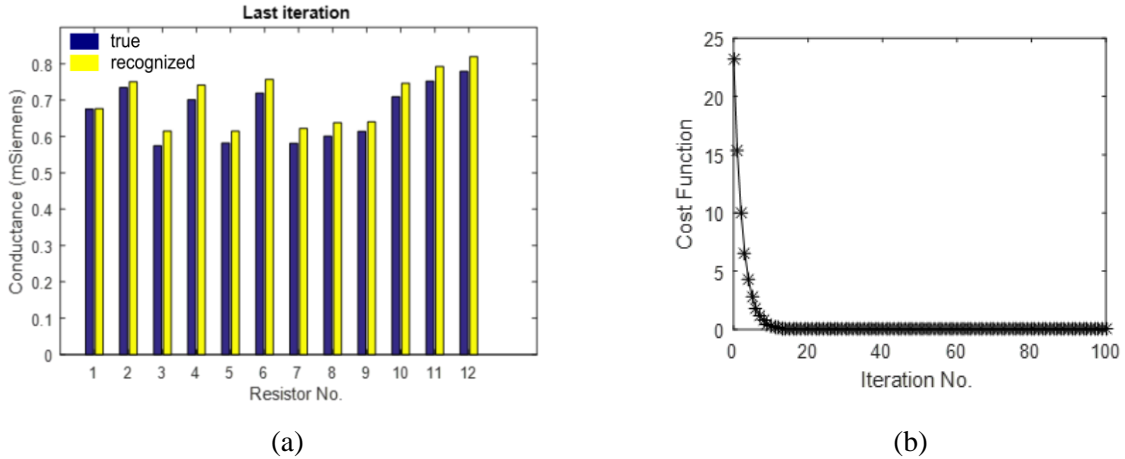 Last iteration
true
recognized
0.8
0.7
0.6
0.5
0.4
0.3
0.2
0.1
0
Conductance (mSiemens)
1 2 3 4 5 6 7 8 9 10 11 12
Resistor No.
(a)
25
20
15
10
5
0
Cost Function
0 20 40 60 80 100
Iteration No.
(b)